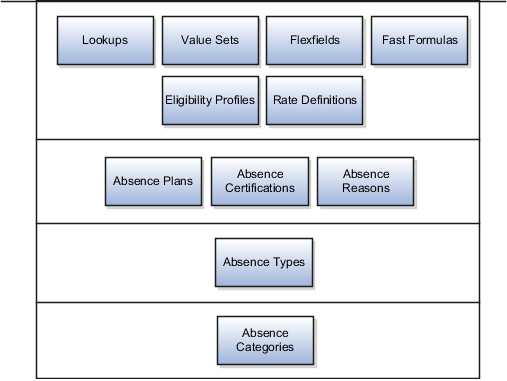 Lookups
Value Sets
Flexfields
Fast Formulas
Eligibility Profiles
Rate Definitions
Absence Plans
Absence
Certifications
Absence
Reasons
Absence Types
Absence
Categories